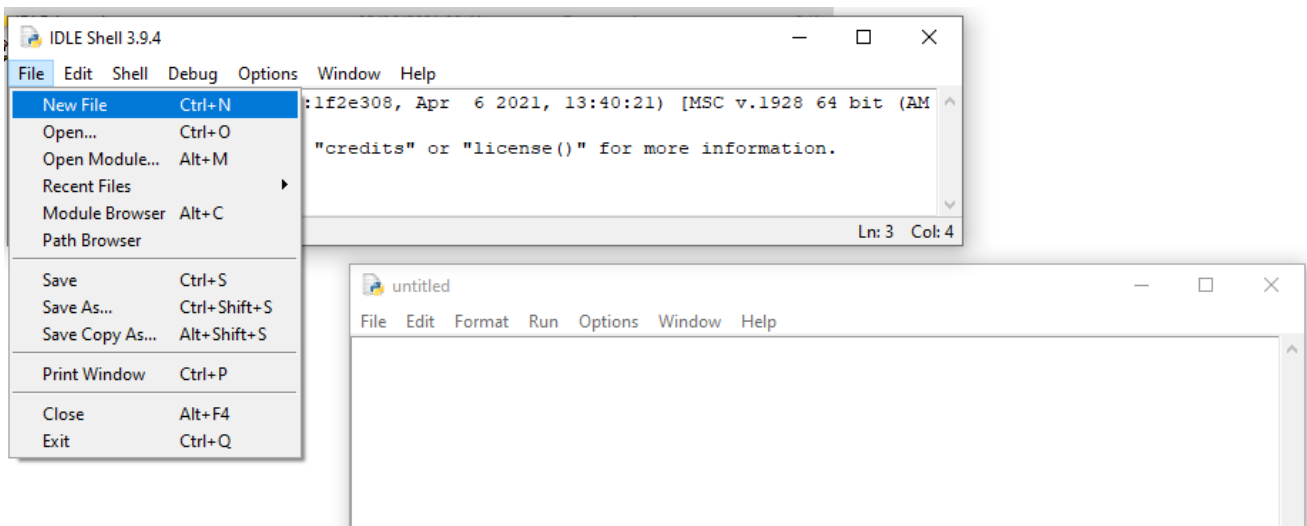 IDLE Shell 3.9.4
File Edit Shell Debug Options Window Help
:1f2e308, Apr 6 2021, 13:40:21) [MSC v.1928 64 bit (AM
"credits" or "license()" for more information.
Ln: 3 Col: 4
New File Ctrl+N
Open... Ctrl+O
Open Module... Alt+M
Recent Files
Module Browser Alt+C
Path Browser
Save Ctrl+S
Save As... Ctrl+Shift+S
Save Copy As... Alt+Shift+S
Print Window Ctrl+P
Close Alt+F4
Exit Ctrl+Q
untitled
File Edit Format Run Options Window Help